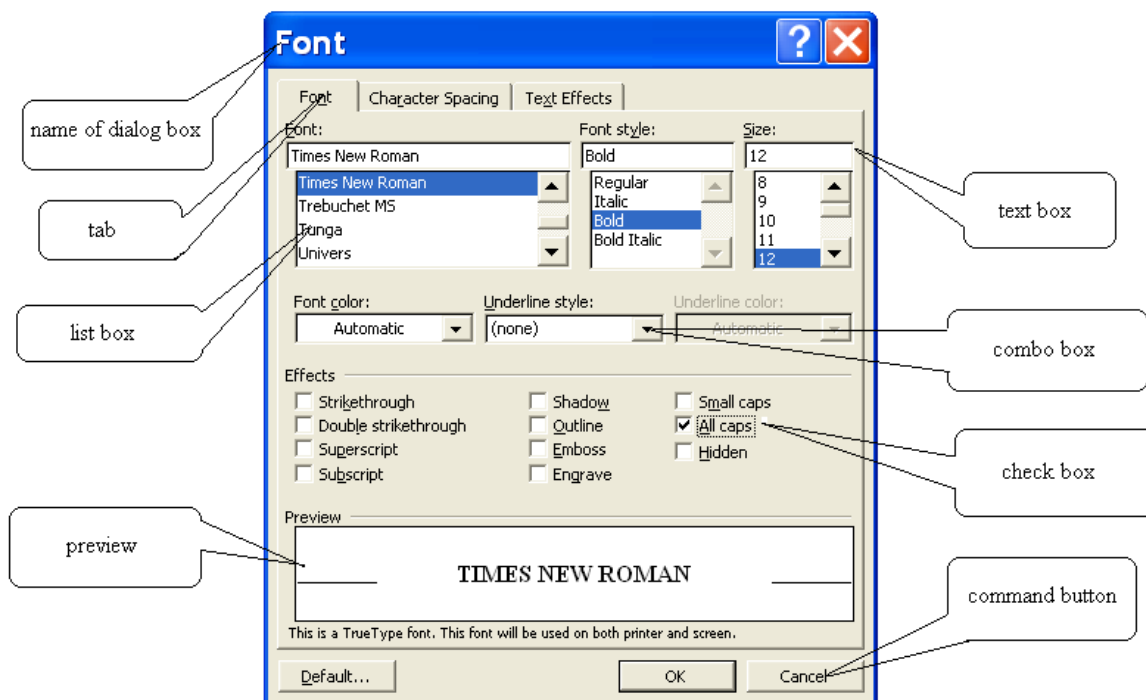 Font
?
Font
Character Spacing
Text Effects
name of dialog box
Font:
Font style:
Size:
Times New Roman
Bold
12
Times New Roman
Trebuchet MS
Tunga
Univers
Regular
Italic
Bold
Bold Italic
8
9
10
11
12
text box
tab
list box
Font color:
Underline style:
Underline color:
Automatic
(none)
Automatic
combo box
Effects
Strikethrough
Double strikethrough
Superscript
Subscript
Shadow
Outline
Emboss
Engrave
Small caps
All caps
Hidden
check box
Preview
preview
TIMES NEW ROMAN
This is a TrueType font. This font will be used on both printer and screen.
command button
Default...
OK
Cancel